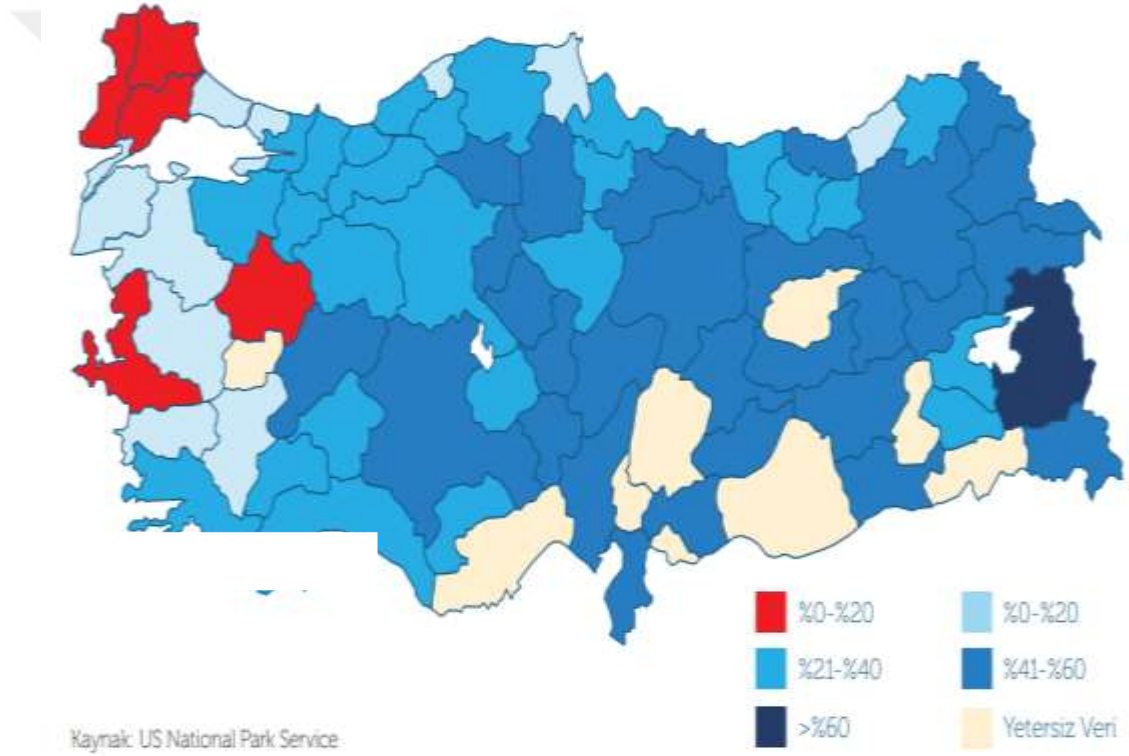 %0-%20
%0-%20
%21-%40
%41-%60
>%60
Yetersiz Veri
Kaynak: US National Park Service